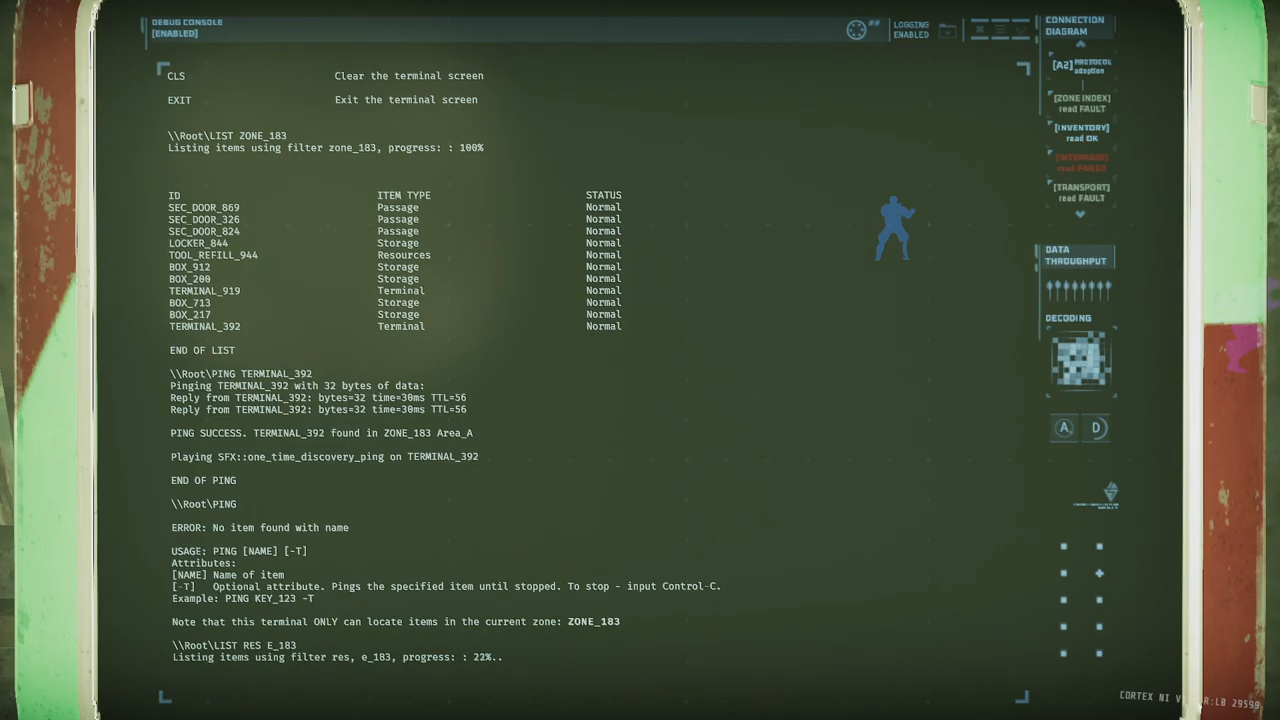 DEBUG CONSOLE
[ENABLED]
LOGGING
ENABLED
CLS Clear the terminal screen
EXIT Exit the terminal screen
\\Root\LIST ZONE_183
Listing items using filter zone_183, progress: : 100%
ID ITEM TYPE STATUS
SEC_DOOR_869 Passage Normal
SEC_DOOR_326 Passage Normal
SEC_DOOR_824 Passage Normal
LOCKER_844 Storage Normal
TOOL_REFILL_944 Resources Normal
BOX_912 Storage Normal
BOX_200 Storage Normal
TERMINAL_919 Terminal Normal
BOX_713 Storage Normal
BOX_217 Storage Normal
TERMINAL_392 Terminal Normal
END OF LIST
\\Root\PING TERMINAL_392
Pinging TERMINAL_392 with 32 bytes of data:
Reply from TERMINAL_392: bytes=32 time=30ms TTL=56
Reply from TERMINAL_392: bytes=32 time=30ms TTL=56
PING SUCCESS. TERMINAL_392 found in ZONE_183 Area_A
Playing SFX::one_time_discovery_ping on TERMINAL_392
END OF PING
\\Root\PING
ERROR: No item found with name
USAGE: PING [NAME] [-T]
Attributes:
[NAME] Name of item
[-T] Optional attribute. Pings the specified item until stopped. To stop - input Control-C.
Example: PING KEY_123 -T
Note that this terminal ONLY can locate items in the current zone: ZONE_183
\\Root\LIST RES E_183
Listing items using filter res, e_183, progress: : 22%..
CONNECTION
DIAGRAM
[A2] PROTOCOL
adaption
[ZONE INDEX]
read FAULT
[INVENTORY]
read OK
read FAILED
[TRANSPORT]
read FAULT
DATA
THROUGHPUT
DECODING
A D
CORTEX NI V R:L0 29599